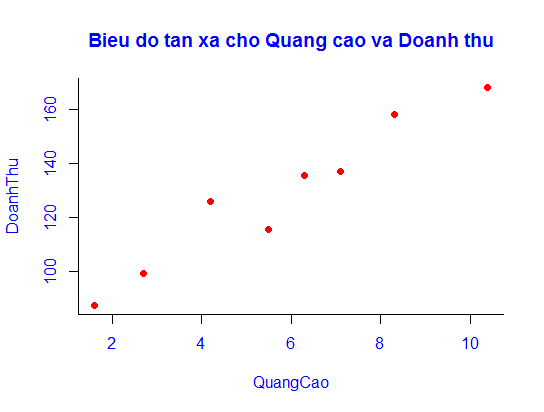 Bieu do tan xa cho Quang cao va Doanh thu
DoanhThu
160
140
120
100
2 4 6 8 10
QuangCao